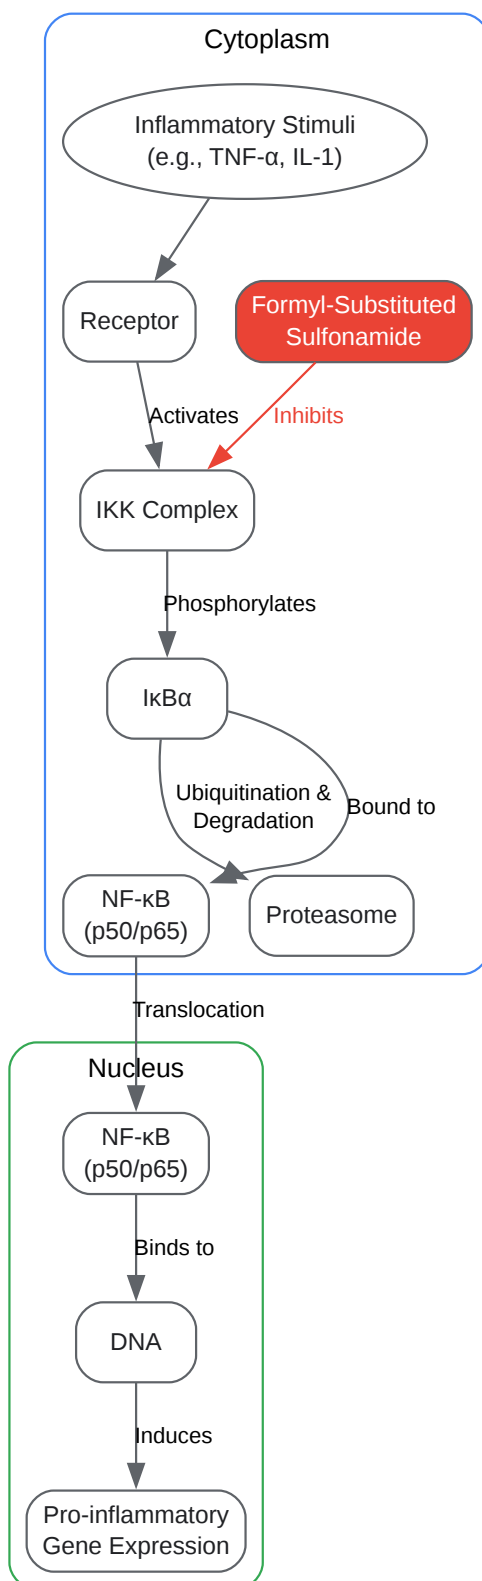 Cytoplasm
Inflammatory Stimuli
(e.g., TNF-α, IL-1)
Receptor
Formyl-Substituted
Sulfonamide
Activates
Inhibits
IKK Complex
Phosphorylates
IκBα
Ubiquitination &
Degradation
Bound to
NF-κB
(p50/p65)
Proteasome
Translocation
Nucleus
NF-κB
(p50/p65)
Binds to
DNA
Induces
Pro-inflammatory
Gene Expression